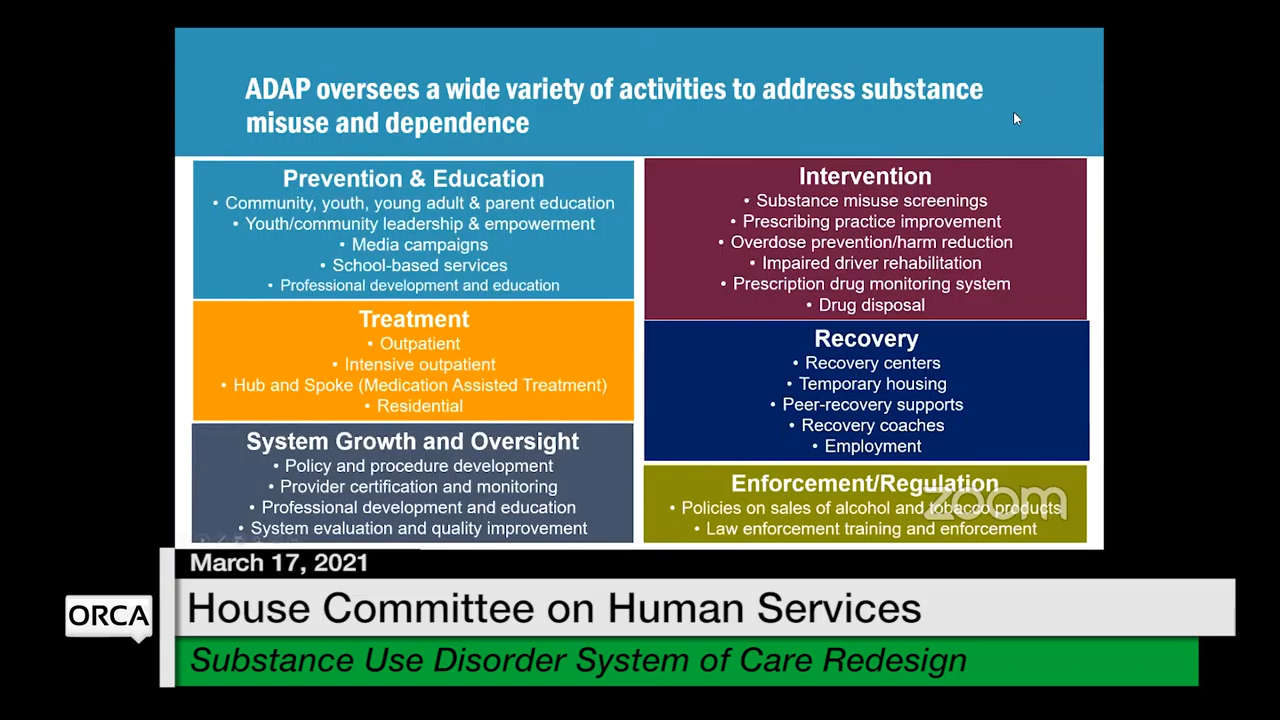 ADAP oversees a wide variety of activities to address substance
misuse and dependence
Prevention & Education
• Community, youth, young adult & parent education
• Youth/community leadership & empowerment
• Media campaigns
• School-based services
• Professional development and education
Treatment
• Outpatient
• Intensive outpatient
• Hub and Spoke (Medication Assisted Treatment)
• Residential
System Growth and Oversight
• Policy and procedure development
• Provider certification and monitoring
• Professional development and education
• System evaluation and quality improvement
Intervention
• Substance misuse screenings
• Prescribing practice improvement
• Overdose prevention/harm reduction
• Impaired driver rehabilitation
• Prescription drug monitoring system
• Drug disposal
Recovery
• Recovery centers
• Temporary housing
• Peer-recovery supports
• Recovery coaches
• Employment
Enforcement/Regulation
• Policies on sales of alcohol and tobacco products
• Law enforcement training and enforcement
zoom
March 17, 2021
ORCA
House Committee on Human Services
Substance Use Disorder System of Care Redesign